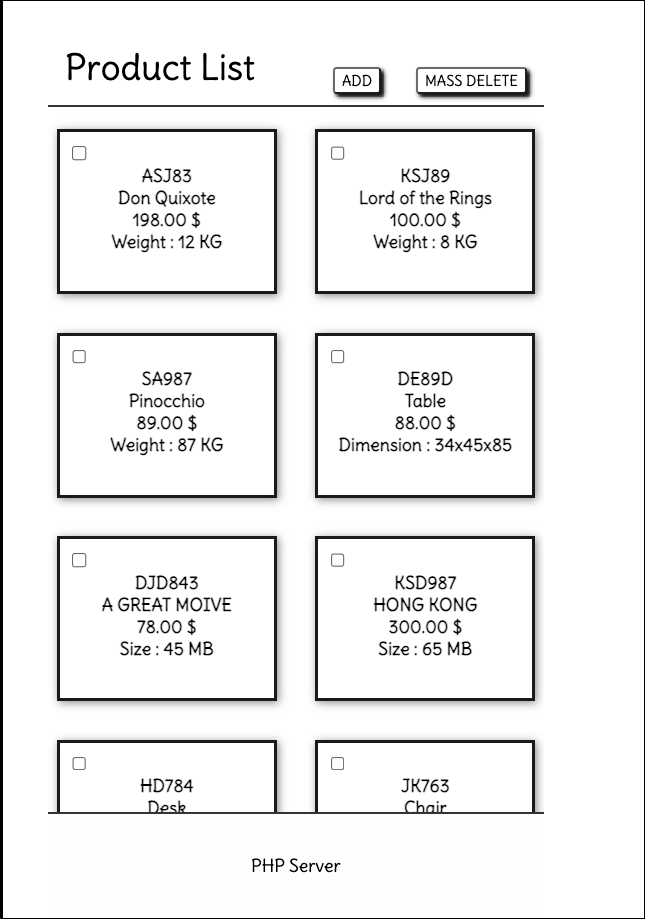 Product List
ADD
MASS DELETE
ASJ83
Don Quixote
198.00 $
Weight : 12 KG
KSJ89
Lord of the Rings
100.00 $
Weight : 8 KG
SA987
Pinocchio
89.00 $
Weight : 87 KG
DE89D
Table
88.00 $
Dimension : 34x45x85
DJD843
A GREAT MOIVE
78.00 $
Size : 45 MB
KSD987
HONG KONG
300.00 $
Size : 65 MB
HD784
Desk
JK763
Chair
PHP Server